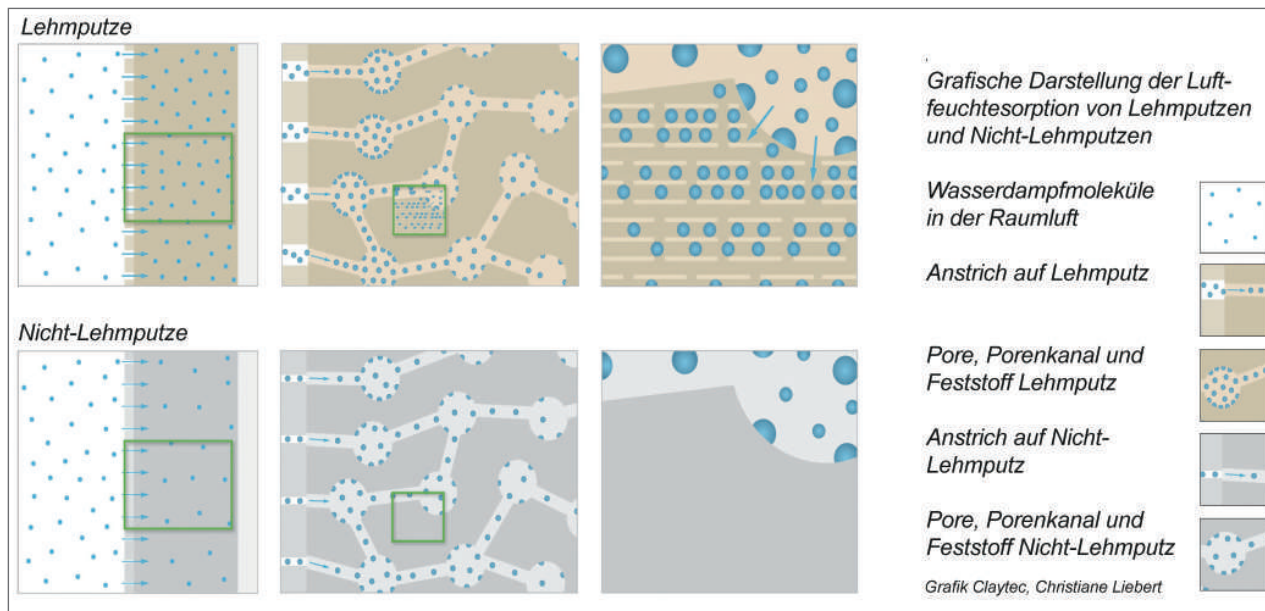 Lehmputze
Nicht-Lehmputze
Grafische Darstellung der Luft-
feuchtesorption von Lehmputzen
und Nicht-Lehmputzen
Wasserdampfmoleküle
in der Raumluft
Anstrich auf Lehmputz
Pore, Porenkanal und
Feststoff Lehmputz
Anstrich auf Nicht-
Lehmputz
Pore, Porenkanal und
Feststoff Nicht-Lehmputz
Grafik Claytec, Christiane Liebert